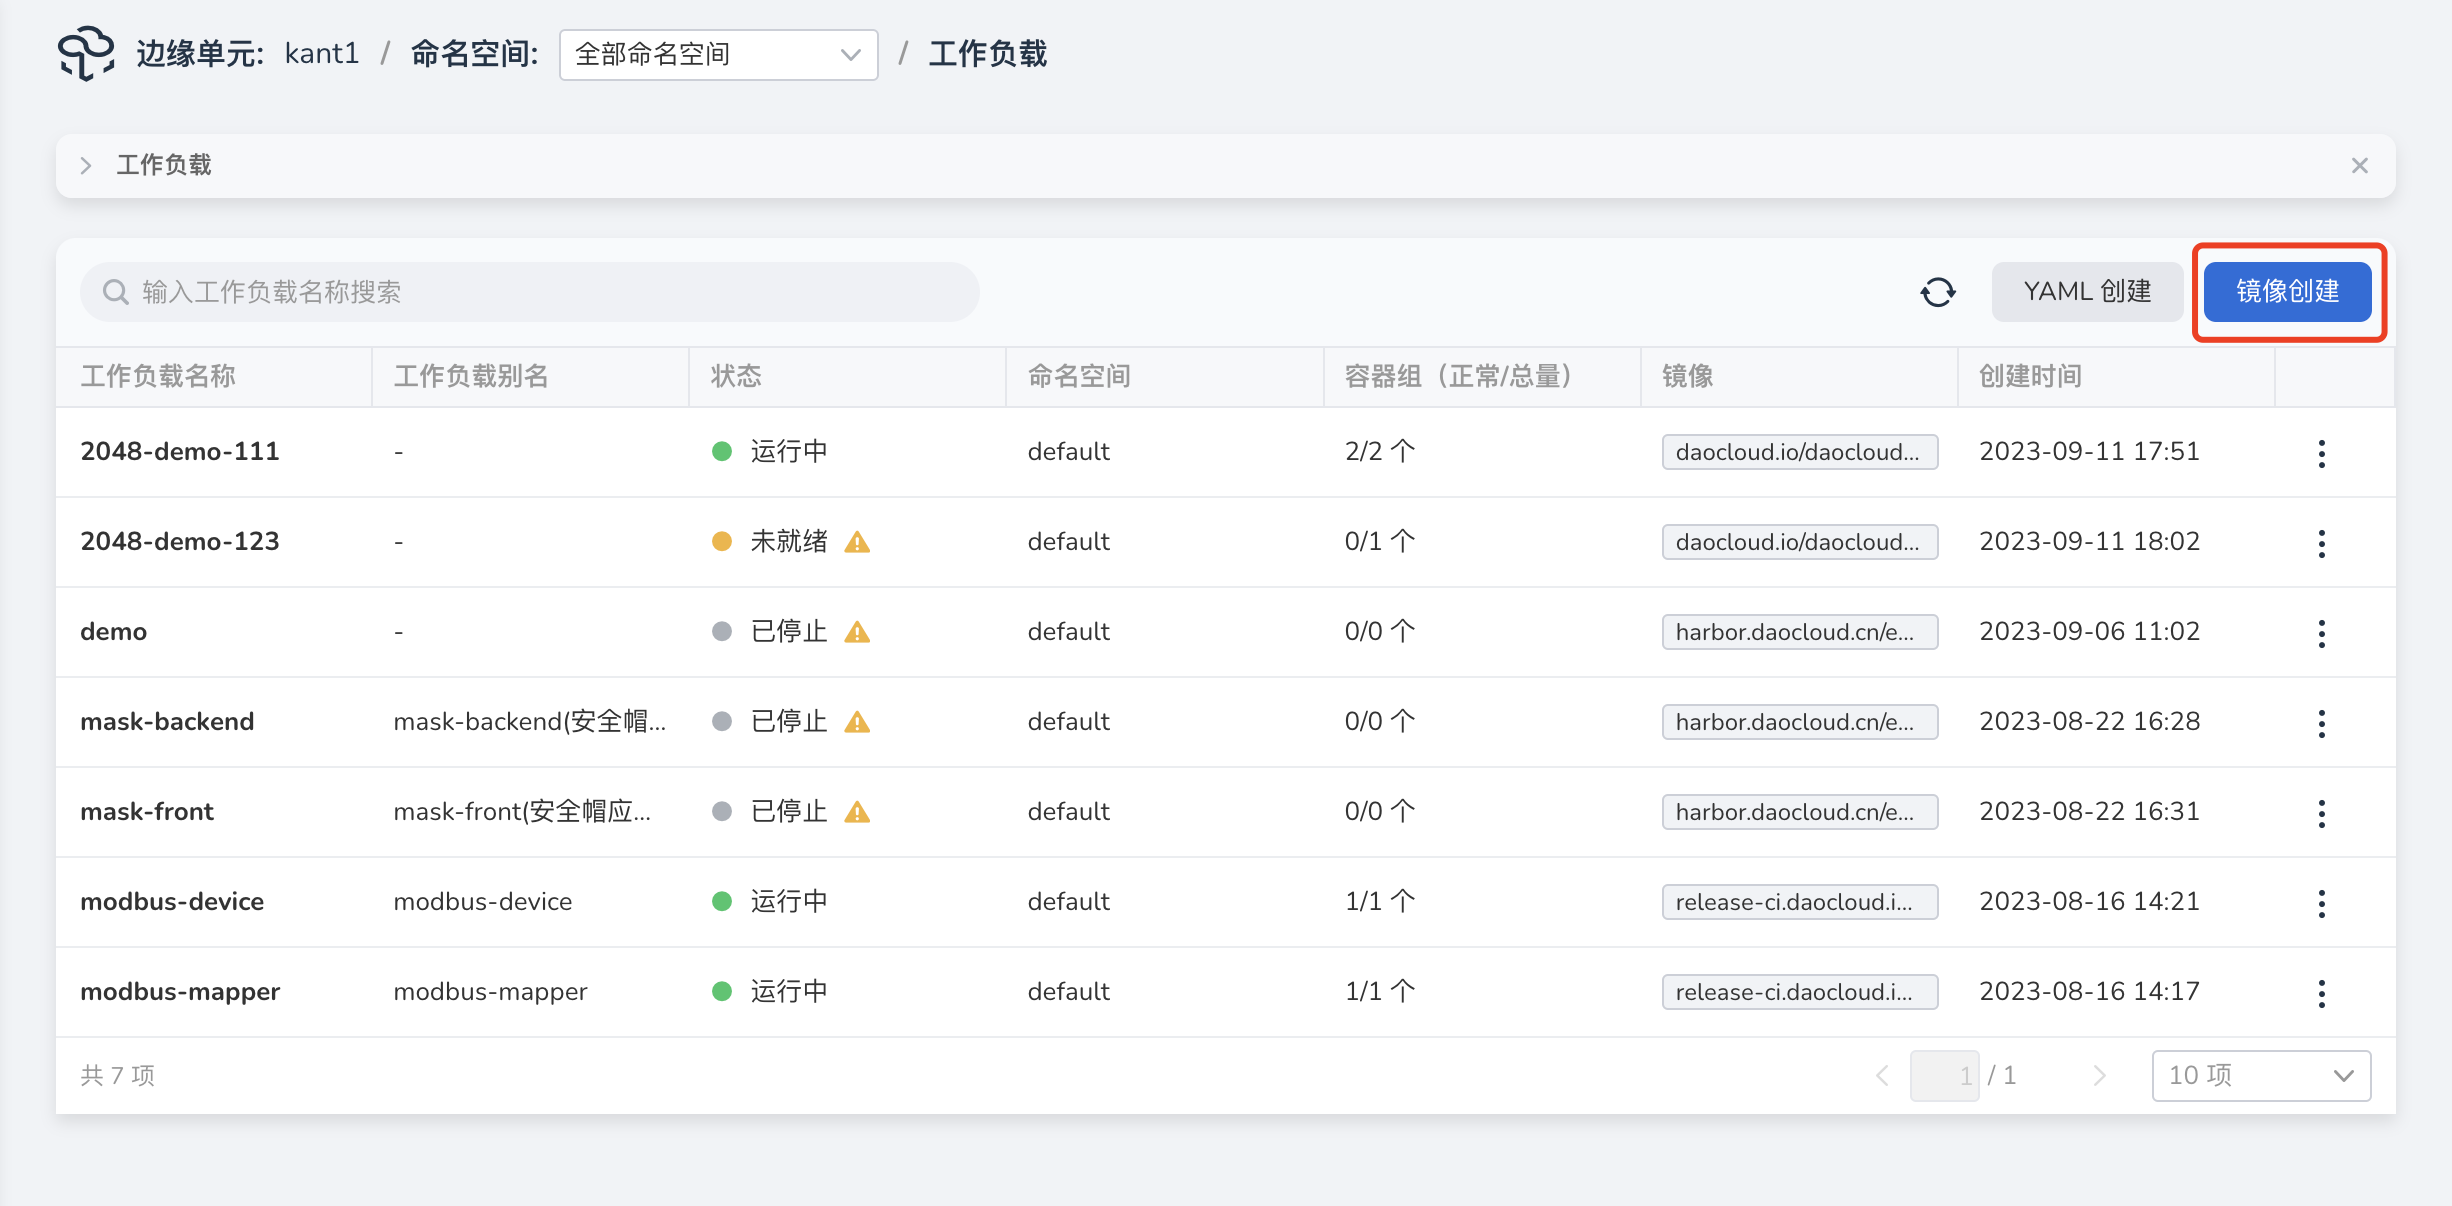 边缘单元: kant1 / 命名空间: 全部命名空间 / 工作负载
工作负载
输入工作负载名称搜索 YAML 创建 镜像创建
工作负载名称 工作负载别名 状态 命名空间 容器组（正常/总量） 镜像 创建时间
2048-demo-111 - 运行中 default 2/2 个 daocloud.io/daocloud... 2023-09-11 17:51
2048-demo-123 - 未就绪 default 0/1 个 daocloud.io/daocloud... 2023-09-11 18:02
demo - 已停止 default 0/0 个 harbor.daocloud.cn/e... 2023-09-06 11:02
mask-backend mask-backend(安全帽... 已停止 default 0/0 个 harbor.daocloud.cn/e... 2023-08-22 16:28
mask-front mask-front(安全帽应... 已停止 default 0/0 个 harbor.daocloud.cn/e... 2023-08-22 16:31
modbus-device modbus-device 运行中 default 1/1 个 release-ci.daocloud.i... 2023-08-16 14:21
modbus-mapper modbus-mapper 运行中 default 1/1 个 release-ci.daocloud.i... 2023-08-16 14:17
共 7 项 1 / 1 10 项